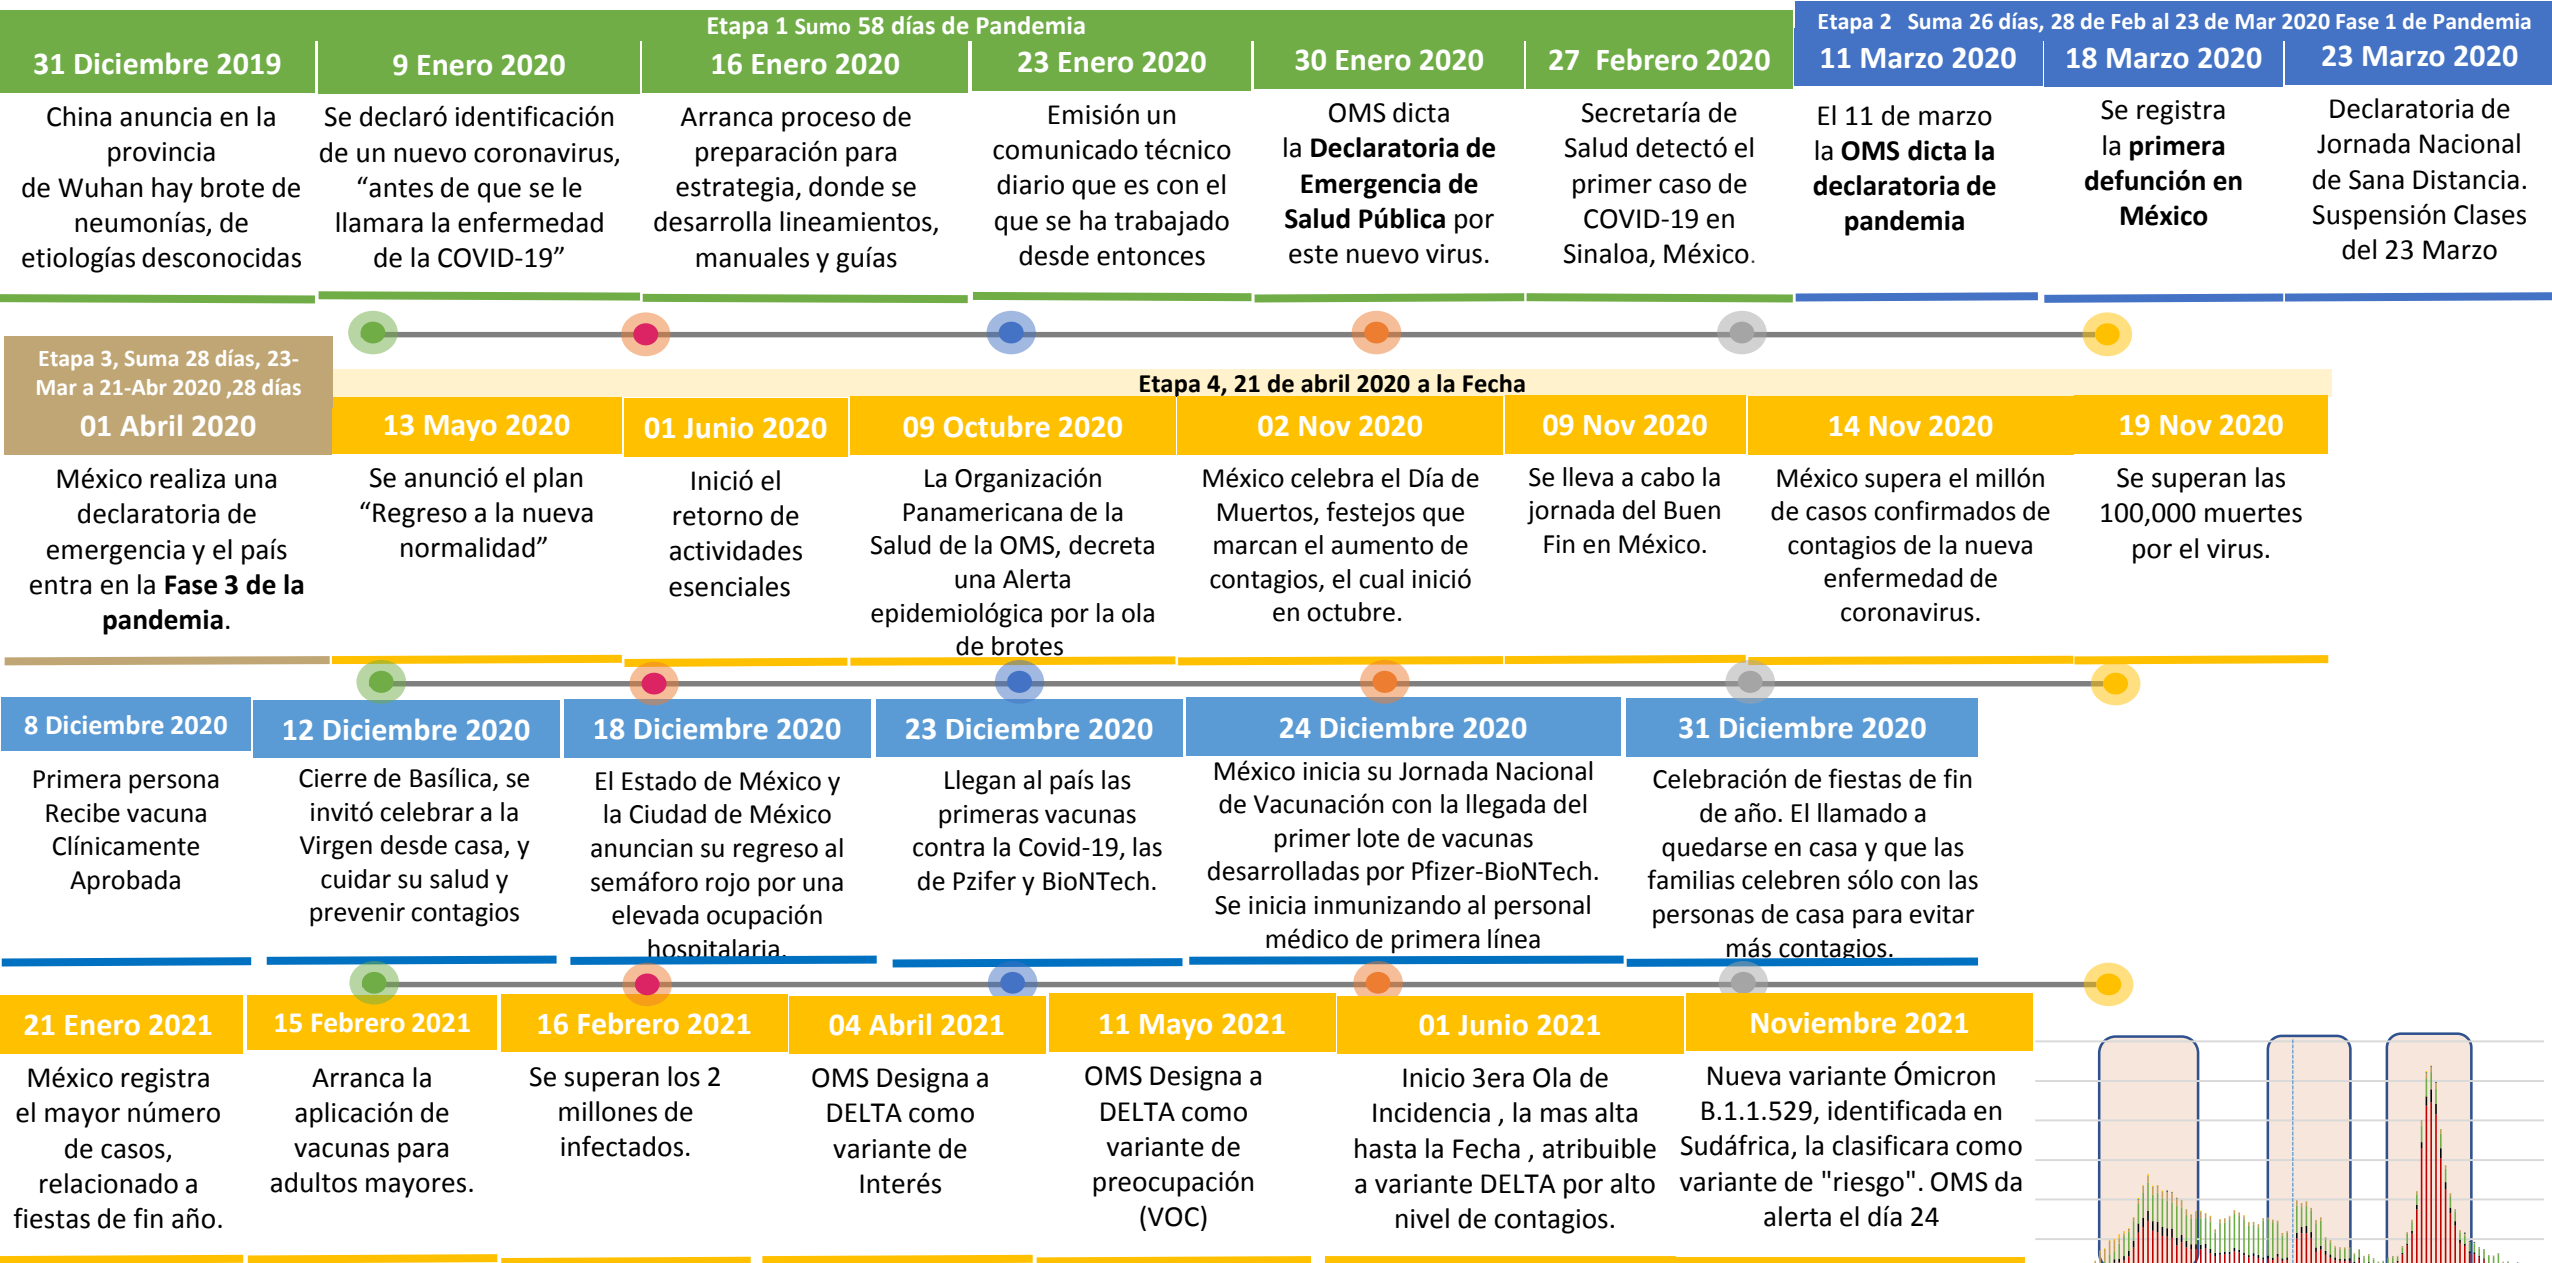 Etapa 1 Sumo 58 días de Pandemia
Etapa 2 Suma 26 días, 28 de Feb al 23 de Mar 2020 Fase 1 de Pandemia
31 Diciembre 2019
China anuncia en la
provincia
de Wuhan hay brote de
neumonías, de
etiologías desconocidas
9 Enero 2020
Se declaró identificación
de un nuevo coronavirus,
“antes de que se le
llamara la enfermedad
de la COVID-19”
16 Enero 2020
Arranca proceso de
preparación para
estrategia, donde se
desarrolla lineamientos,
manuales y guías
23 Enero 2020
Emisión un
comunicado técnico
diario que es con el
que se ha trabajado
desde entonces
30 Enero 2020
OMS dicta
la Declaratoria de
Emergencia de
Salud Pública por
este nuevo virus.
27 Febrero 2020
Secretaría de
Salud detectó el
primer caso de
COVID-19 en
Sinaloa, México.
11 Marzo 2020
El 11 de marzo
la OMS dicta la
declaratoria de
pandemia
18 Marzo 2020
Se registra
la primera
defunción en
México
23 Marzo 2020
Declaratoria de
Jornada Nacional
de Sana Distancia.
Suspensión Clases
del 23 Marzo
Etapa 3, Suma 28 días, 23-
Mar a 21-Abr 2020 ,28 días
01 Abril 2020
México realiza una
declaratoria de
emergencia y el país
entra en la Fase 3 de la
pandemia.
Etapa 4, 21 de abril 2020 a la Fecha
13 Mayo 2020
Se anunció el plan
“Regreso a la nueva
normalidad”
01 Junio 2020
Inició el
retorno de
actividades
esenciales
09 Octubre 2020
La Organización
Panamericana de la
Salud de la OMS, decreta
una Alerta
epidemiológica por la ola
de brotes
02 Nov 2020
México celebra el Día de
Muertos, festejos que
marcan el aumento de
contagios, el cual inició
en octubre.
09 Nov 2020
Se lleva a cabo la
jornada del Buen
Fin en México.
14 Nov 2020
México supera el millón
de casos confirmados de
contagios de la nueva
enfermedad de
coronavirus.
19 Nov 2020
Se superan las
100,000 muertes
por el virus.
8 Diciembre 2020
Primera persona
Recibe vacuna
Clínicamente
Aprobada
12 Diciembre 2020
Cierre de Basílica, se
invitó celebrar a la
Virgen desde casa, y
cuidar su salud y
prevenir contagios
18 Diciembre 2020
El Estado de México y
la Ciudad de México
anuncian su regreso al
semáforo rojo por una
elevada ocupación
hospitalaria.
23 Diciembre 2020
Llegan al país las
primeras vacunas
contra la Covid-19, las
de Pzifer y BioNTech.
24 Diciembre 2020
México inicia su Jornada Nacional
de Vacunación con la llegada del
primer lote de vacunas
desarrolladas por Pfizer-BioNTech.
Se inicia inmunizando al personal
médico de primera línea
31 Diciembre 2020
Celebración de fiestas de fin
de año. El llamado a
quedarse en casa y que las
familias celebren sólo con las
personas de casa para evitar
más contagios.
21 Enero 2021
México registra
el mayor número
de casos,
relacionado a
fiestas de fin año.
15 Febrero 2021
Arranca la
aplicación de
vacunas para
adultos mayores.
16 Febrero 2021
Se superan los 2
millones de
infectados.
04 Abril 2021
OMS Designa a
DELTA como
variante de
Interés
11 Mayo 2021
OMS Designa a
DELTA como
variante de
preocupación
(VOC)
01 Junio 2021
Inicio 3era Ola de
Incidencia , la mas alta
hasta la Fecha , atribuible
a variante DELTA por alto
nivel de contagios.
Noviembre 2021
Nueva variante Ómicron
B.1.1.529, identificada en
Sudáfrica, la clasificara como
variante de "riesgo". OMS da
alerta el día 24